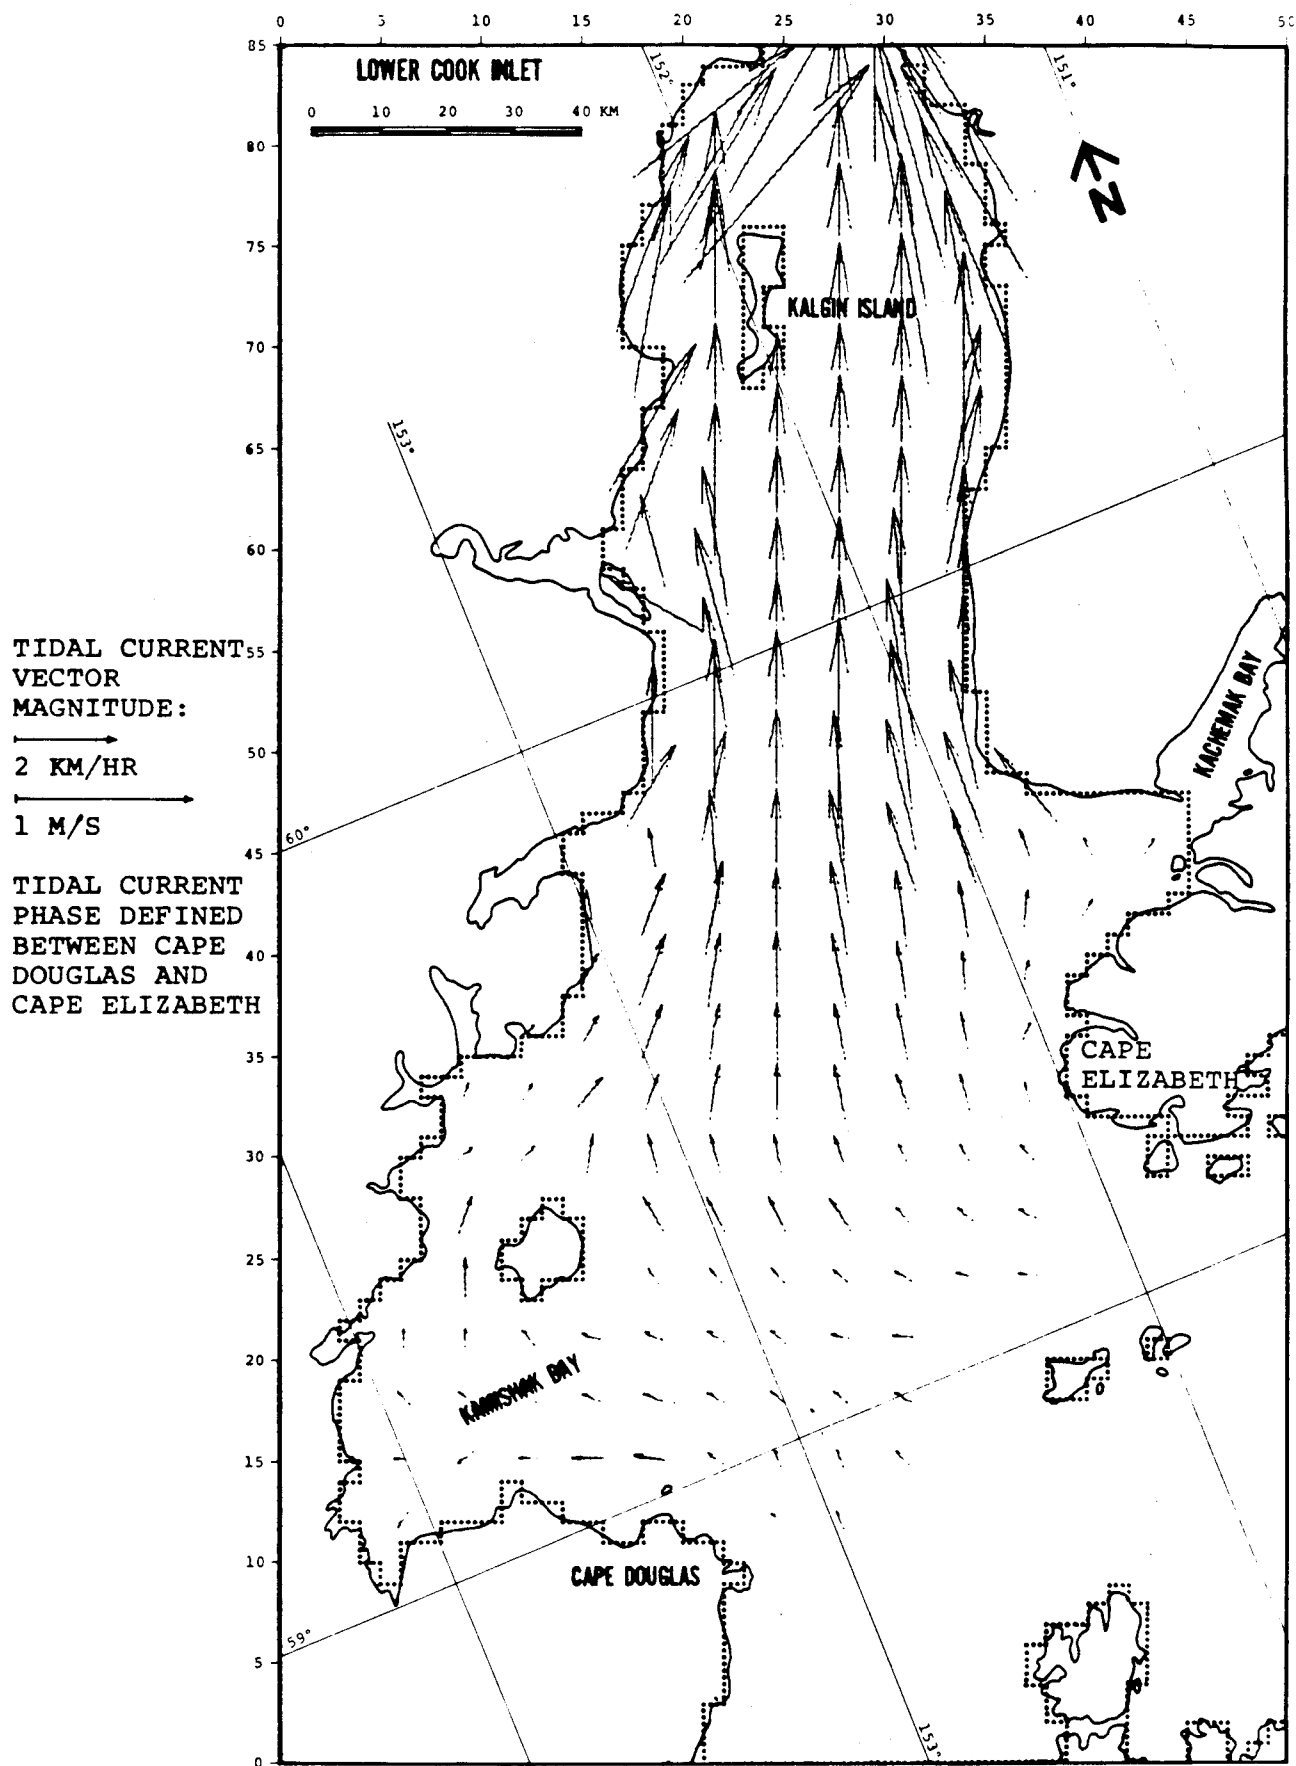 0 5 10 15 20 25 30 35 40 45 50
85
LOWER COOK INLET
152°
151°
0 10 20 30 40 KM
80
N
75
KALGIN ISLAND
70
153°
65
60
TIDAL CURRENT
VECTOR
MAGNITUDE:
2 KM/HR
1 M/S
55
KACHEMAK BAY
50
60°
45
TIDAL CURRENT
PHASE DEFINED
BETWEEN CAPE
DOUGLAS AND
CAPE ELIZABETH
40
35
CAPE
ELIZABETH
30
25
20
KAMISHAK BAY
15
10
CAPE DOUGLAS
59°
5
153°
0